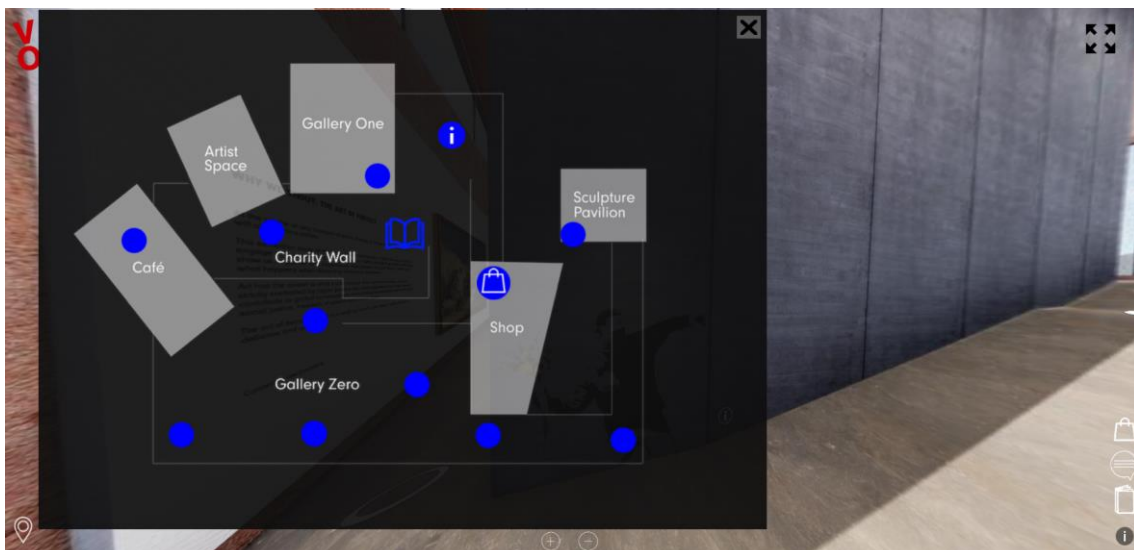 VO
Gallery One
i
Artist
Space
Sculpture
Pavilion
Charity Wall
Café
Shop
Gallery Zero
i
i